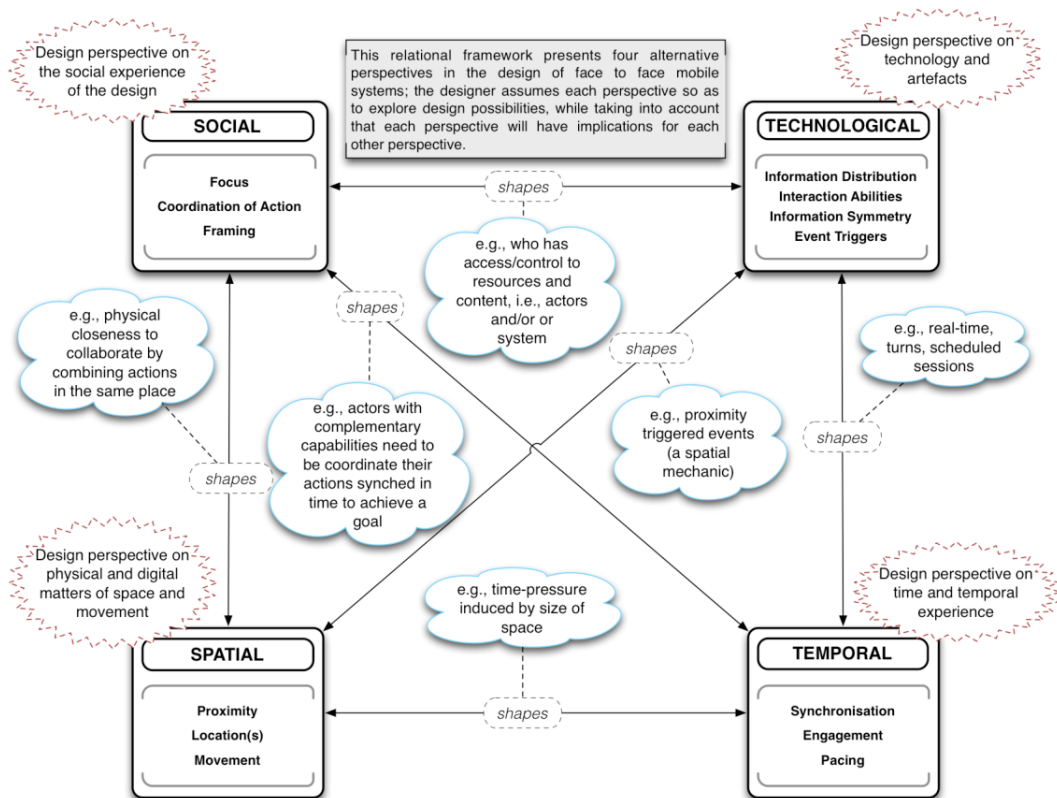 Design perspective on
the social experience
of the design
SOCIAL
Focus
Coordination of Action
Framing
This relational framework presents four alternative
perspectives in the design of face to face mobile
systems; the designer assumes each perspective so as
to explore design possibilities, while taking into account
that each perspective will have implications for each
other perspective.
Design perspective on
technology and
artefacts
TECHNOLOGICAL
Information Distribution
Interaction Abilities
Information Symmetry
Event Triggers
shapes
e.g., who has
access/control to
resources and
content, i.e., actors
and/or or
system
e.g., physical
closeness to
collaborate by
combining actions
in the same place
shapes
shapes
e.g., actors with
complementary
capabilities need to
be coordinate their
actions synched in
time to achieve a
goal
shapes
e.g., proximity
triggered events
(a spatial
mechanic)
e.g., real-time,
turns, scheduled
sessions
shapes
Design perspective on
physical and digital
matters of space and
movement
SPATIAL
Proximity
Location(s)
Movement
e.g., time-pressure
induced by size of
space
shapes
Design perspective on
time and temporal
experience
TEMPORAL
Synchronisation
Engagement
Pacing